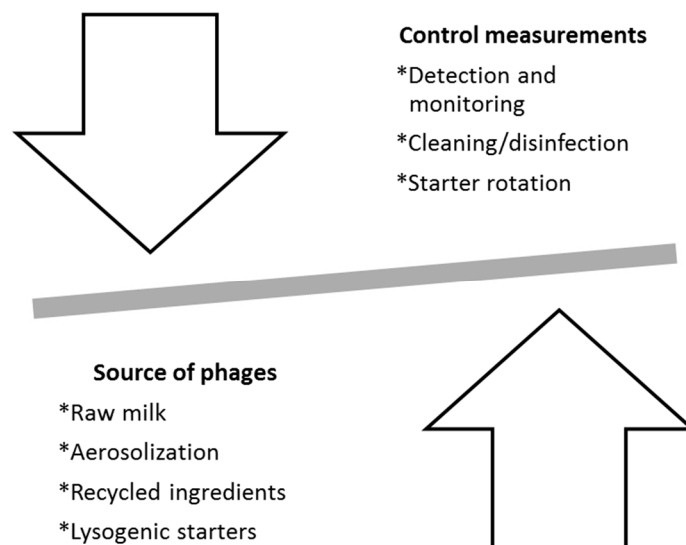 Control measurements
*Detection and
monitoring
*Cleaning/disinfection
*Starter rotation
Source of phages
*Raw milk
*Aerosolization
*Recycled ingredients
*Lysogenic starters